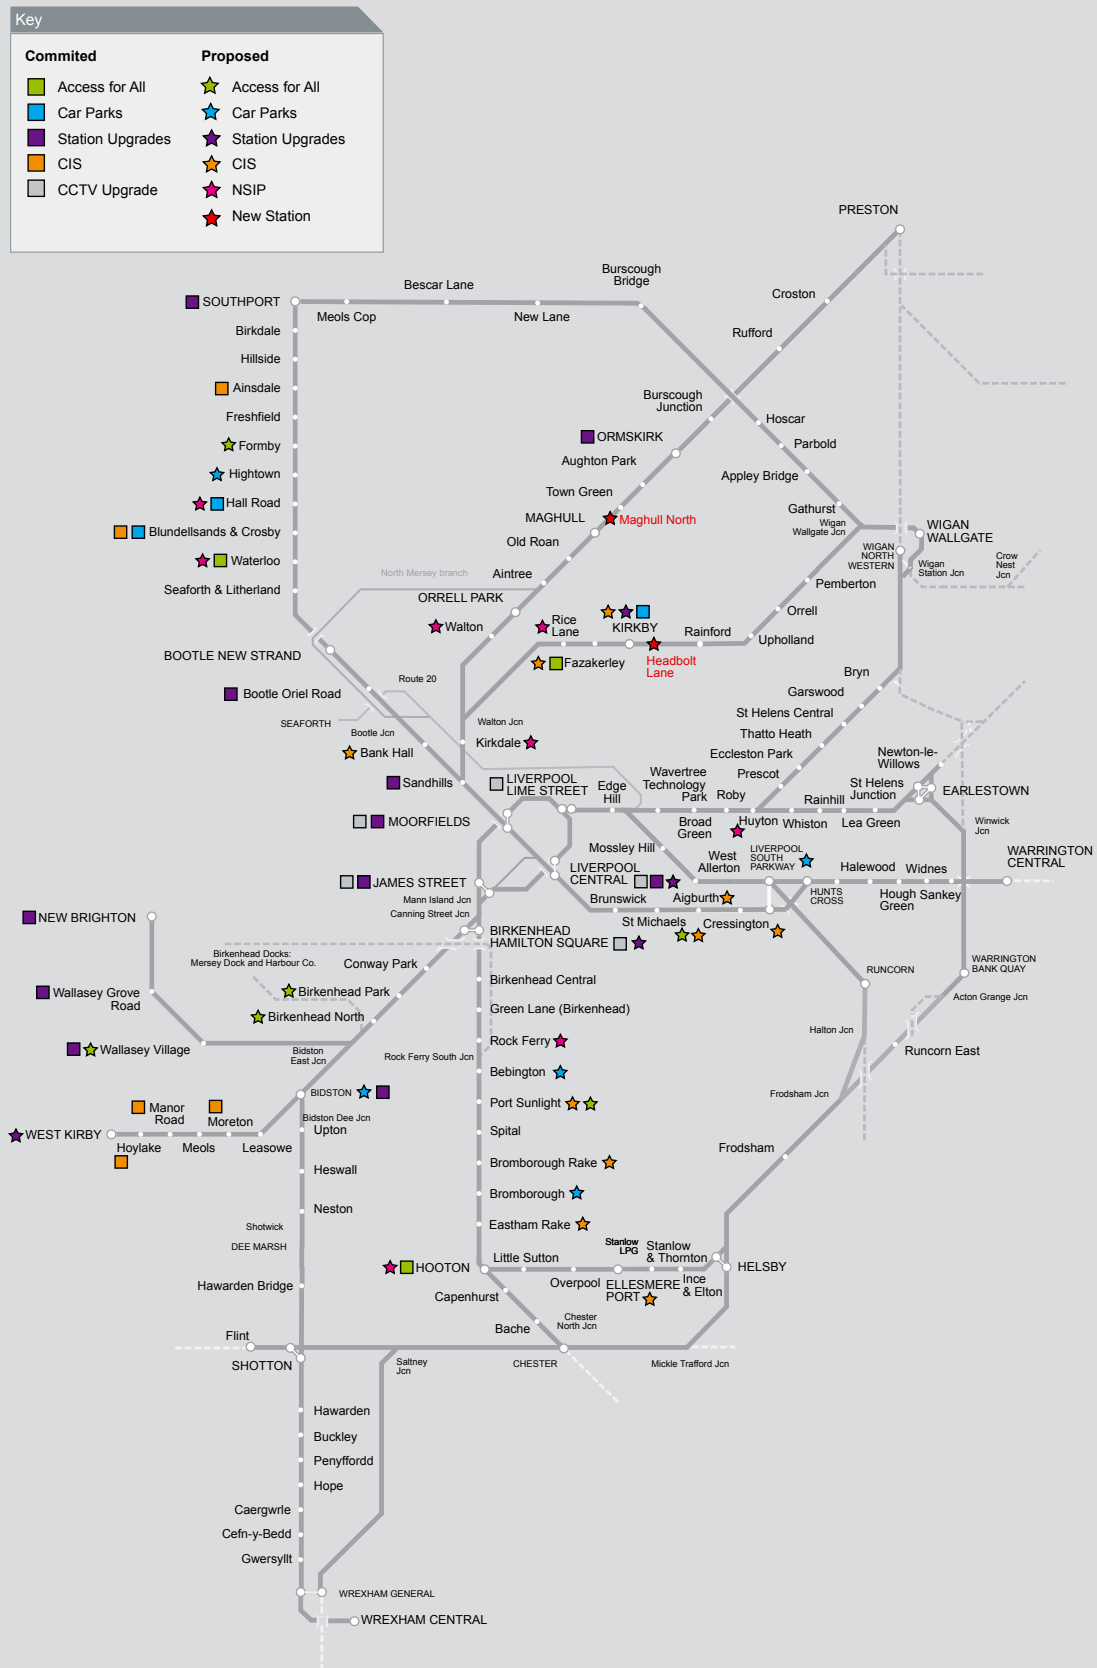 Key
Commited
Proposed
Access for All
Access for All
Car Parks
Car Parks
Station Upgrades
Station Upgrades
CIS
CIS
CCTV Upgrade
NSIP
New Station
PRESTON
Burscough
Bridge
Bescar Lane
Croston
SOUTHPORT
Meols Cop
New Lane
Birkdale
Rufford
Hillside
Ainsdale
Burscough
Junction
Freshfield
Hoscar
ORMSKIRK
Formby
Parbold
Aughton Park
Hightown
Appley Bridge
Town Green
Hall Road
Gathurst
MAGHULL
Maghull North
Wigan
Wallgate Jcn
WIGAN
WALLGATE
Blundellsands & Crosby
Old Roan
WIGAN
NORTH
WESTERN
Wigan
Station Jcn
Crow
Nest
Jcn
Waterloo
North Mersey branch
Aintree
Pemberton
Seaforth & Litherland
ORRELL PARK
Orrell
Walton
Rice
Lane
KIRKBY
Rainford
Upholland
BOOTLE NEW STRAND
Fazakerley
Headbolt
Lane
Bryn
Route 20
Garswood
Bootle Oriel Road
St Helens Central
SEAFORTH
Walton Jcn
Bootle Jcn
Thatto Heath
Kirkdale
Bank Hall
Eccleston Park
Newton-le-
Willows
Prescot
Sandhills
LIVERPOOL
LIME STREET
Edge
Hill
Wavertree
Technology
Park
Roby
St Helens
Junction
EARLESTOWN
Rainhill
MOORFIELDS
Broad
Green
Huyton
Whiston
Lea Green
Winwick
Jcn
Mossley Hill
West
Allerton
LIVERPOOL
SOUTH
PARKWAY
WARRINGTON
CENTRAL
Halewood
Widnes
JAMES STREET
LIVERPOOL
CENTRAL
Mann Island Jcn
Brunswick
Aigburth
HUNTS
CROSS
Hough
Green
Sankey
Canning Street Jcn
St Michaels
Cressington
NEW BRIGHTON
BIRKENHEAD
HAMILTON SQUARE
Birkenhead Docks:
Mersey Dock and Harbour Co.
Conway Park
WARRINGTON
BANK QUAY
RUNCORN
Birkenhead Central
Wallasey Grove
Road
Birkenhead Park
Acton Grange Jcn
Green Lane (Birkenhead)
Birkenhead North
Halton Jcn
Rock Ferry
Wallasey Village
Bidston
East Jcn
Rock Ferry South Jcn
Runcorn East
Bebington
BIDSTON
Frodsham Jcn
Port Sunlight
Manor
Road
Moreton
Bidston Dee Jcn
Upton
Spital
WEST KIRBY
Hoylake
Meols
Leasowe
Frodsham
Bromborough Rake
Heswall
Bromborough
Neston
Eastham Rake
Shotwick
DEE MARSH
Stanlow
LPG
Stanlow
& Thornton
Little Sutton
HOOTON
HELSBY
Hawarden Bridge
Overpool
ELLESMERE
PORT
Ince
& Elton
Capenhurst
Chester
North Jcn
Bache
Flint
SHOTTON
Saltney
Jcn
CHESTER
Mickle Trafford Jcn
Hawarden
Buckley
Penyffordd
Hope
Caergwrle
Cefn-y-Bedd
Gwersyllt
WREXHAM GENERAL
WREXHAM CENTRAL